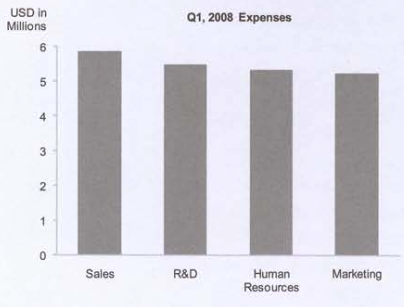 USD in
Millions
Q1, 2008 Expenses
6
5
4
3
2
1
0
Sales
R&D
Human
Resources
Marketing